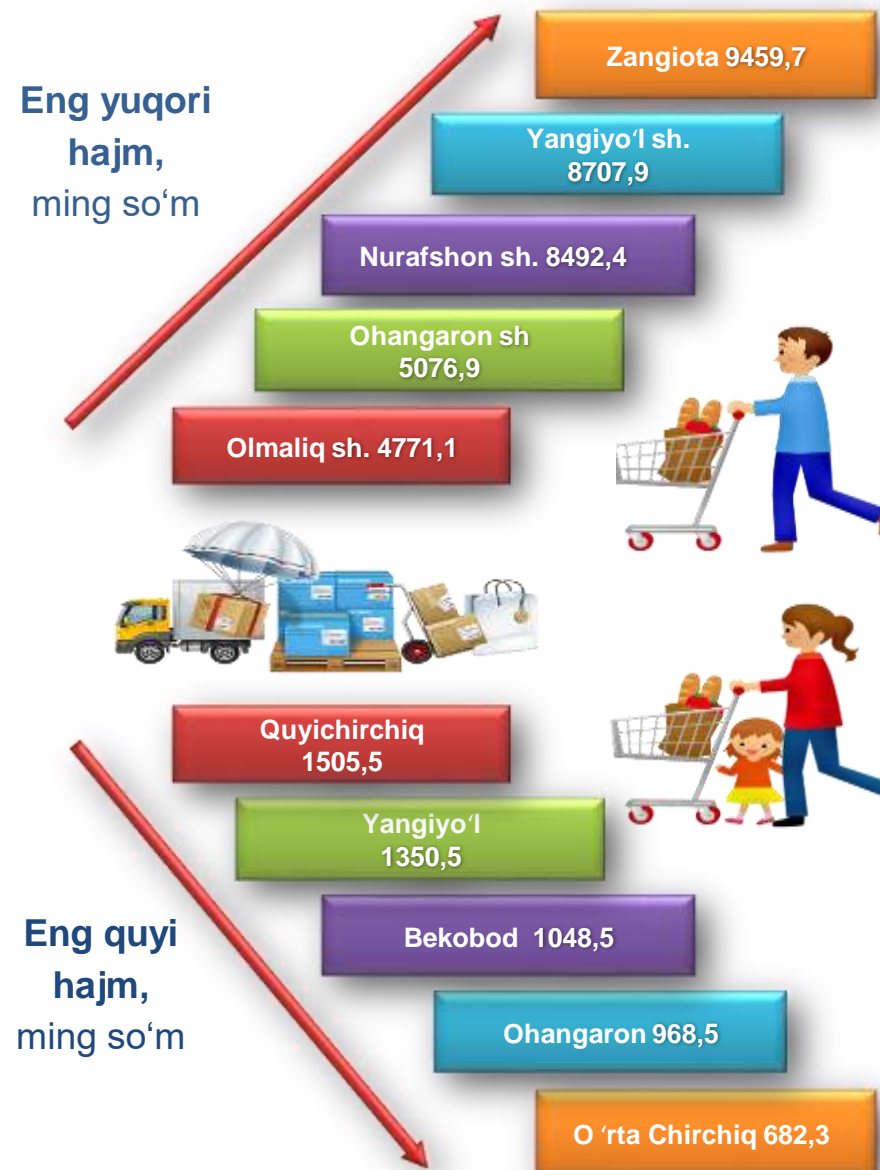 Eng yuqori
hajm,
ming so‘m
Zangiota 9459,7
Yangiyo‘l sh.
8707,9
Nurafshon sh. 8492,4
Ohangaron sh
5076,9
Olmaliq sh. 4771,1
Quyichirchiq
1505,5
Yangiyo‘l
1350,5
Bekobod 1048,5
Eng quyi
hajm,
ming so‘m
Ohangaron 968,5
O ‘rta Chirchiq 682,3